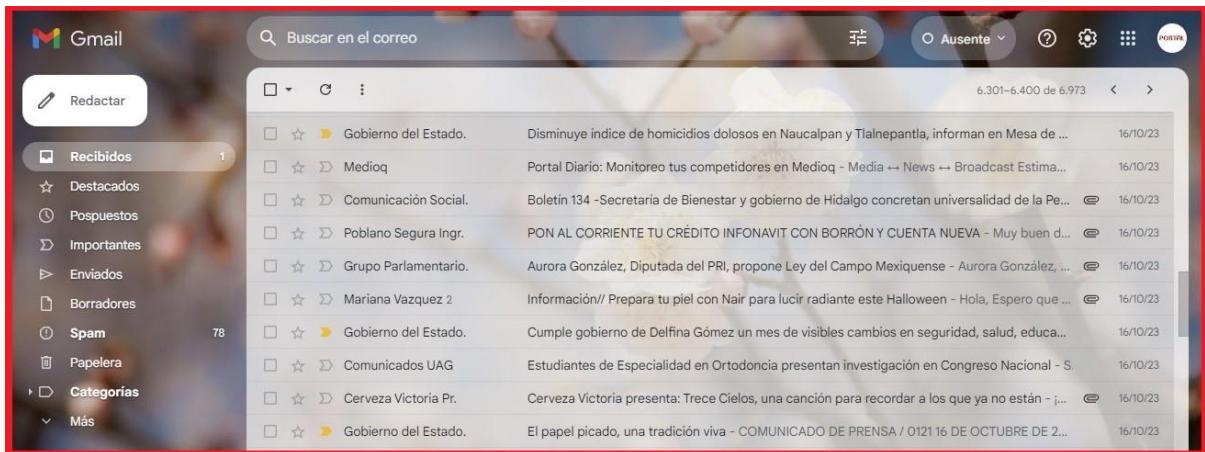 Gmail
Buscar en el correo
Ausente
PORTAL
Redactar
6.301–6.400 de 6.973
Recibidos 1
Destacados
Pospuestos
Importantes
Enviados
Borradores
Spam 78
Papelera
Categorías
Más
Gobierno del Estado. Disminuye índice de homicidios dolosos en Naucalpan y Tlalnepantla, informan en Mesa de ... 16/10/23
Medioq Portal Diario: Monitoreo tus competidores en Medioq - Media ↔ News ↔ Broadcast Estima... 16/10/23
Comunicación Social. Boletín 134 -Secretaría de Bienestar y gobierno de Hidalgo concretan universalidad de la Pe... 16/10/23
Poblano Segura Ingr. PON AL CORRIENTE TU CRÉDITO INFONAVIT CON BORRÓN Y CUENTA NUEVA - Muy buen d... 16/10/23
Grupo Parlamentario. Aurora González, Diputada del PRI, propone Ley del Campo Mexiquense - Aurora González, ... 16/10/23
Mariana Vazquez 2 Información// Prepara tu piel con Nair para lucir radiante este Halloween - Hola, Espero que ... 16/10/23
Gobierno del Estado. Cumple gobierno de Delfina Gómez un mes de visibles cambios en seguridad, salud, educa... 16/10/23
Comunicados UAG Estudiantes de Especialidad en Ortodoncia presentan investigación en Congreso Nacional - S. 16/10/23
Cerveza Victoria Pr. Cerveza Victoria presenta: Trece Cielos, una canción para recordar a los que ya no están - ¡... 16/10/23
Gobierno del Estado. El papel picado, una tradición viva - COMUNICADO DE PRENSA / 0121 16 DE OCTUBRE DE 2... 16/10/23